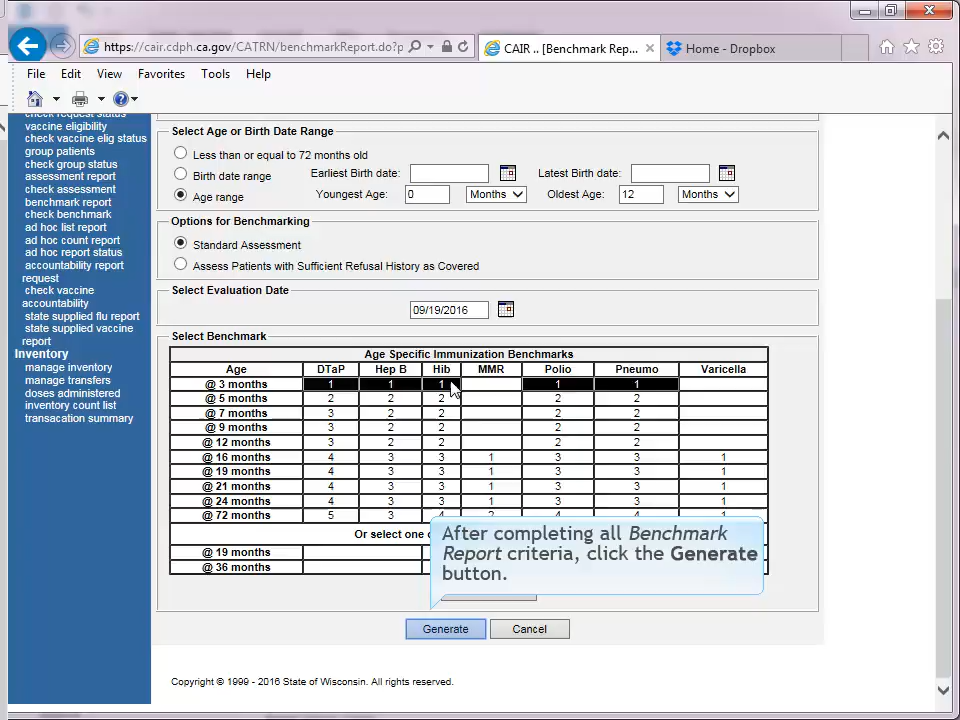 https://cair.cdph.ca.gov/CATRN/benchmarkReport.do?p
CAIR .. [Benchmark Rep...
Home - Dropbox
File Edit View Favorites Tools Help
check request status
vaccine eligibility
check vaccine elig status
group patients
check group status
assessment report
check assessment
benchmark report
check benchmark
ad hoc list report
ad hoc count report
ad hoc report status
accountability report
request
check vaccine
accountability
state supplied flu report
state supplied vaccine
report
Inventory
manage inventory
manage transfers
doses administered
inventory count list
transacation summary
Select Age or Birth Date Range
Less than or equal to 72 months old
Birth date range Earliest Birth date: Latest Birth date:
Age range Youngest Age: 0 Months Oldest Age: 12 Months
Options for Benchmarking
Standard Assessment
Assess Patients with Sufficient Refusal History as Covered
Select Evaluation Date
09/19/2016
Select Benchmark
Age Specific Immunization Benchmarks
Age DTaP Hep B Hib MMR Polio Pneumo Varicella
@ 3 months 1 1 1 1 1
@ 5 months 2 2 2 2 2
@ 7 months 3 2 2 2 2
@ 9 months 3 2 2 2 2
@ 12 months 3 2 2 2 2
@ 16 months 4 3 3 1 3 3 1
@ 19 months 4 3 3 1 3 3 1
@ 21 months 4 3 3 1 3 3 1
@ 24 months 4 3 3 1 3 3 1
@ 72 months 5 3 4 2 4 4
Or select one
@ 19 months
@ 36 months
After completing all Benchmark
Report criteria, click the Generate
button.
Generate Cancel
Copyright © 1999 - 2016 State of Wisconsin. All rights reserved.